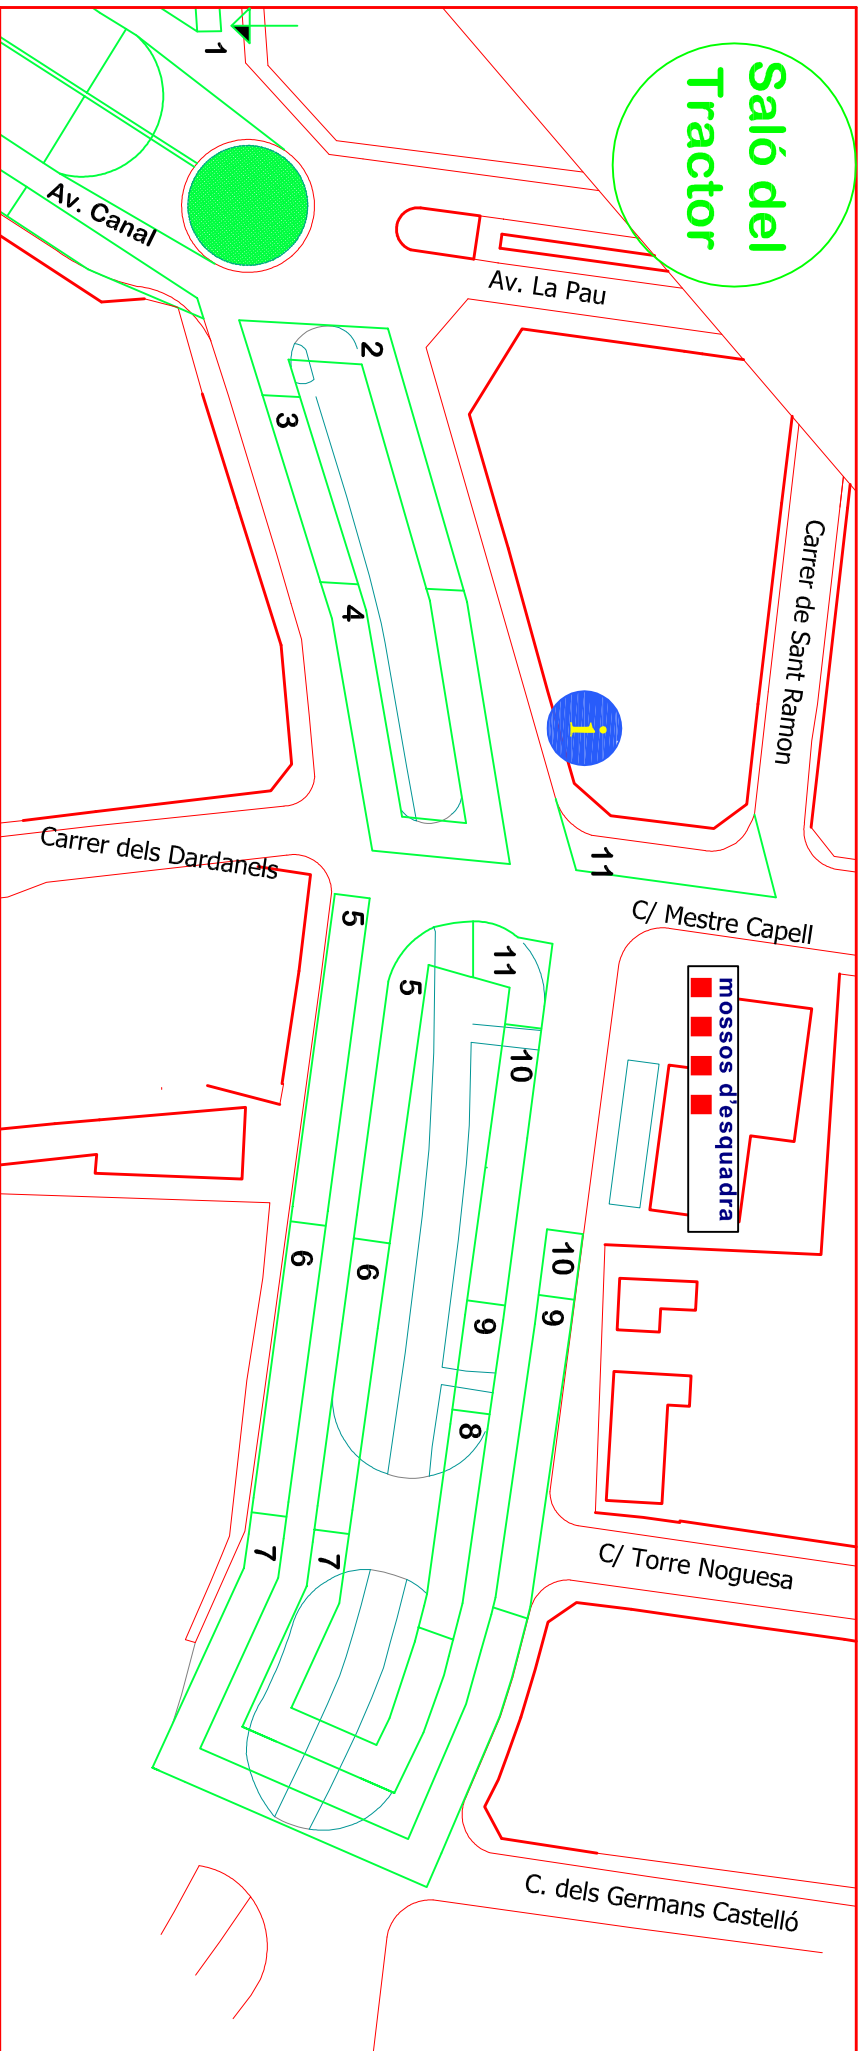 Saló del
Tractor
1
Av. Canal
Av. La Pau
2
3
4
Carrer de Sant Ramon
i
11
Carrer dels Dardanels
C/ Mestre Capell
mossos d'esquadra
5
5
11
10
10
9
9
6
6
8
7
7
C/ Torre Noguesa
C. dels Germans Castelló